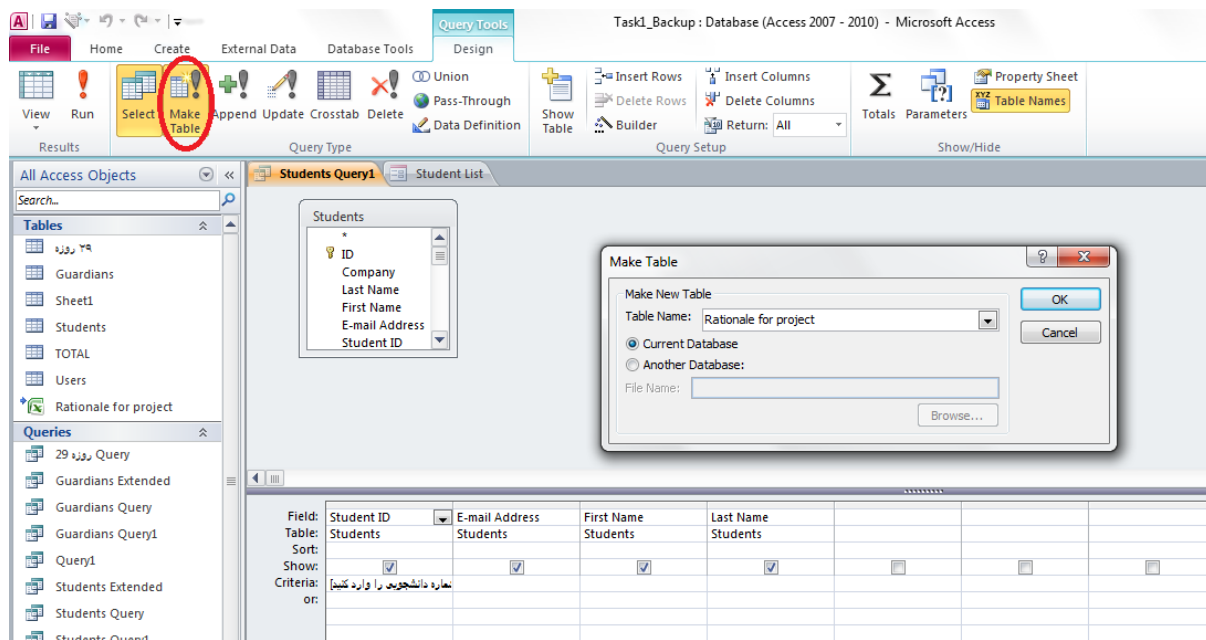 Query Tools
Task1_Backup : Database (Access 2007 - 2010) - Microsoft Access
File Home Create External Data Database Tools Design
View
Run
Select
Make Table
Append
Update
Crosstab
Delete
Union
Pass-Through
Data Definition
Show Table
Insert Rows
Delete Rows
Builder
Insert Columns
Delete Columns
Return: All
Totals
Parameters
Property Sheet
XYZ Table Names
Results
Query Type
Query Setup
Show/Hide
All Access Objects
Search...
Tables
روزه ۲۹
Guardians
Sheet1
Students
TOTAL
Users
Rationale for project
Queries
29 روزه Query
Guardians Extended
Guardians Query
Guardians Query1
Query1
Students Extended
Students Query
Students Query1
Students Query1
Student List
Students
*
ID
Company
Last Name
First Name
E-mail Address
Student ID
Make Table
Make New Table
Table Name: Rationale for project
Current Database
Another Database:
File Name:
Browse...
OK
Cancel
Field: Student ID E-mail Address First Name Last Name
Table: Students Students Students Students
Sort:
Show:
Criteria: دانشجویی را وارد کنید]
or: